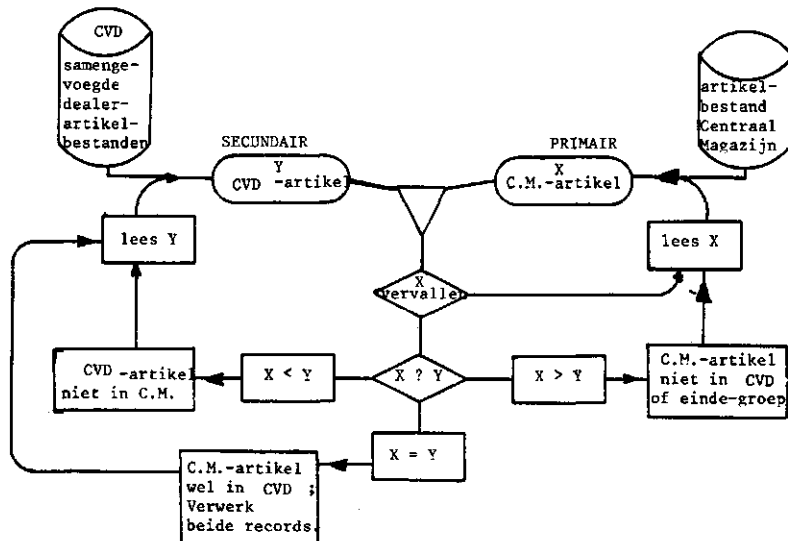 CVD
samenge-
voegde
dealer-
artikel-
bestanden
artikel-
bestand
Centraal
Magazijn
SECUNDAIR
PRIMAIR
Y
CVD -artikel
X
C.M.-artikel
lees Y
lees X
X
vervallen
CVD -artikel
niet in C.M.
X < Y
X ? Y
X > Y
C.M.-artikel
niet in CVD
of einde-groep
X = Y
C.M.-artikel
wel in CVD ;
Verwerk
beide records.